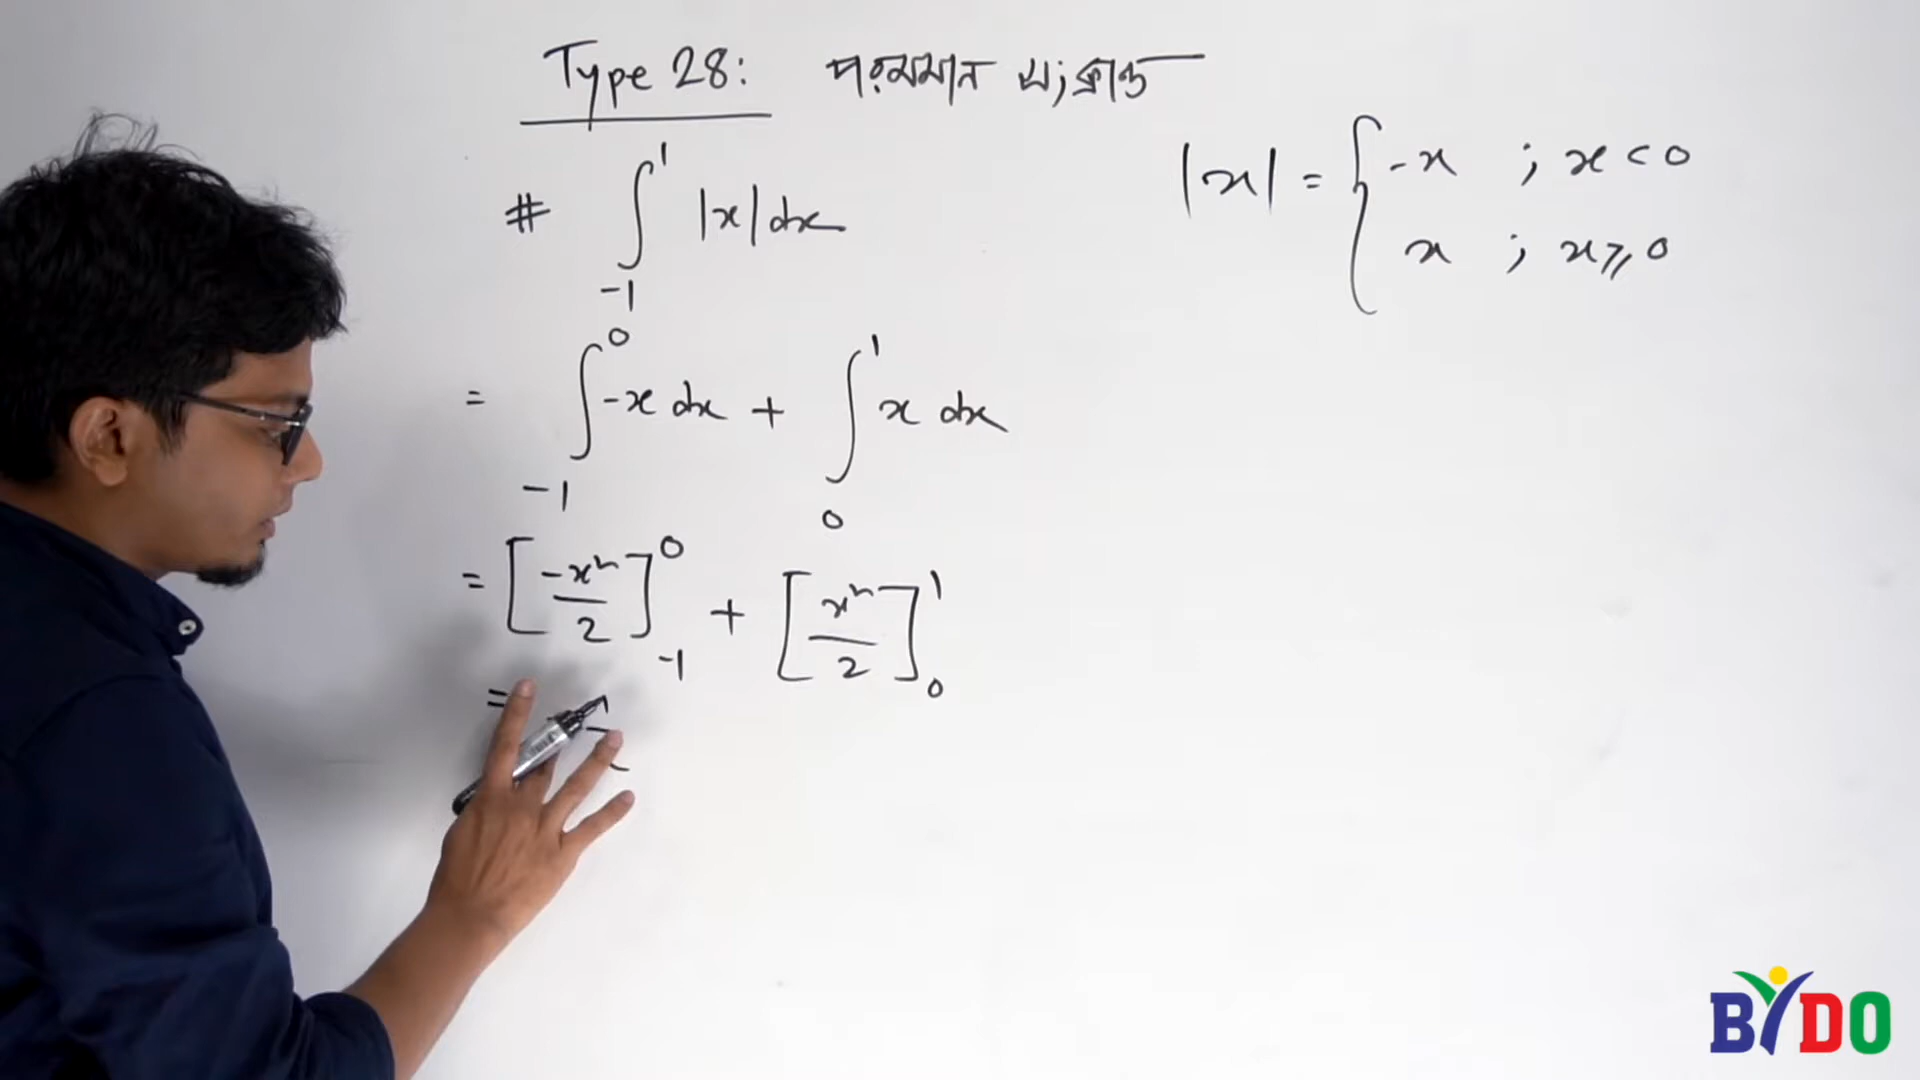 Type 28: পরমমান সংক্রান্ত
# ∫_{-1}^{1} |x| dx
|x| = { -x ; x < 0
x ; x ≥ 0
= ∫_{-1}^{0} -x dx + ∫_{0}^{1} x dx
= [-x²/2]_{-1}^{0} + [x²/2]_{0}^{1}
=
BYDO